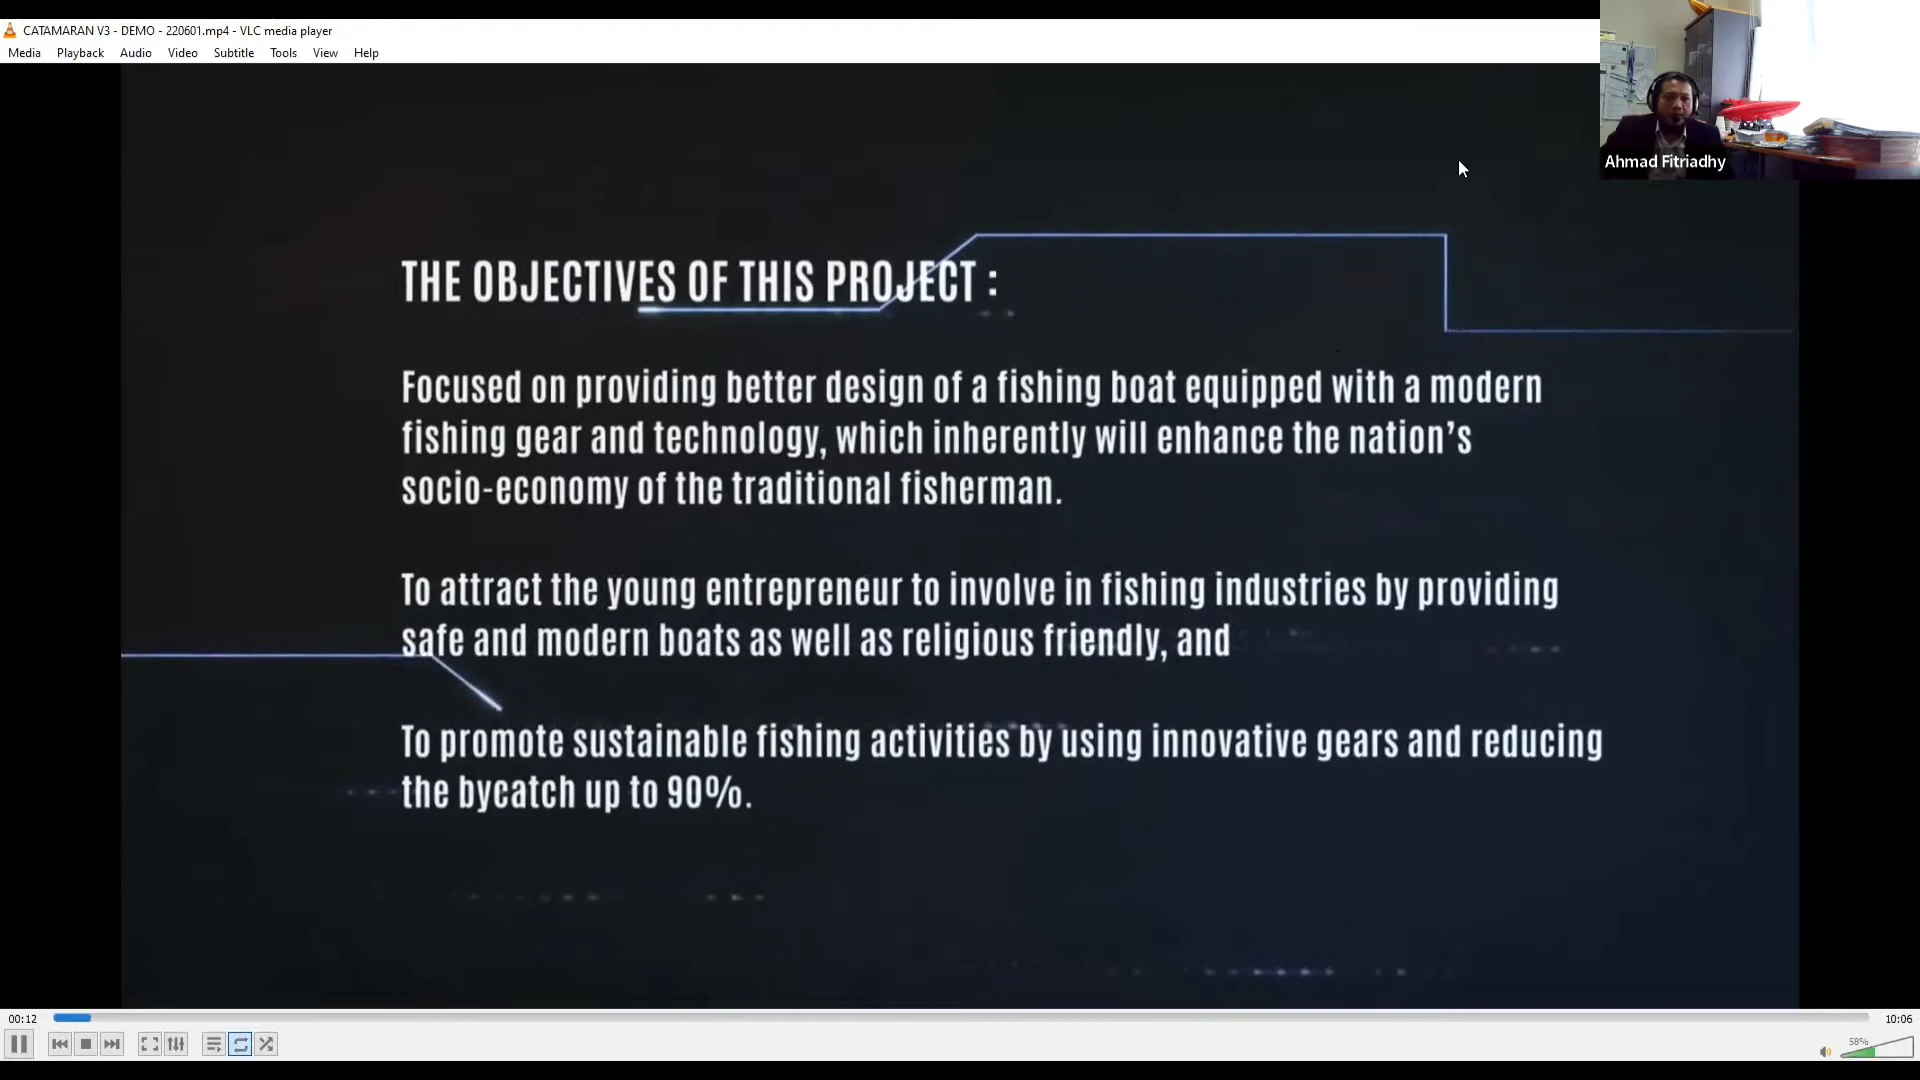 CATAMARAN V3 - DEMO - 220601.mp4 - VLC media player
Media Playback Audio Video Subtitle Tools View Help
Ahmad Fitriadhy
THE OBJECTIVES OF THIS PROJECT :
Focused on providing better design of a fishing boat equipped with a modern
fishing gear and technology, which inherently will enhance the nation's
socio-economy of the traditional fisherman.
To attract the young entrepreneur to involve in fishing industries by providing
safe and modern boats as well as religious friendly, and
To promote sustainable fishing activities by using innovative gears and reducing
the bycatch up to 90%.
00:12
10:06
58%